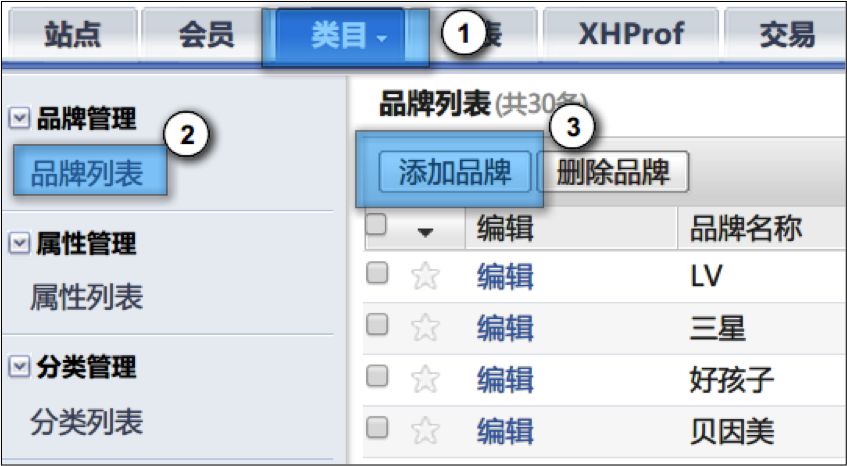 站点 会员 类目 1 表 XHProf 交易
品牌列表 (共30条)
品牌管理 2 3
品牌列表 添加品牌 删除品牌
编辑 品牌名称
属性管理
编辑 LV
属性列表
编辑 三星
分类管理
编辑 好孩子
分类列表
编辑 贝因美